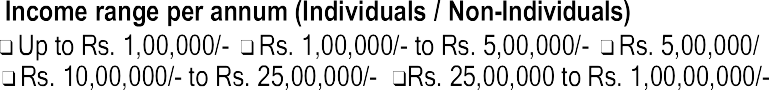 Income range per annum (Individuals / Non-Individuals)
❑ Up to Rs. 1,00,000/- ❑ Rs. 1,00,000/- to 5,00,000/- ❑ Rs. 5,00,000/
❑ Rs. 10,00,000/- to 25,00,000/- ❑Rs. 25,00,000 to Rs. 1,00,00,000/-